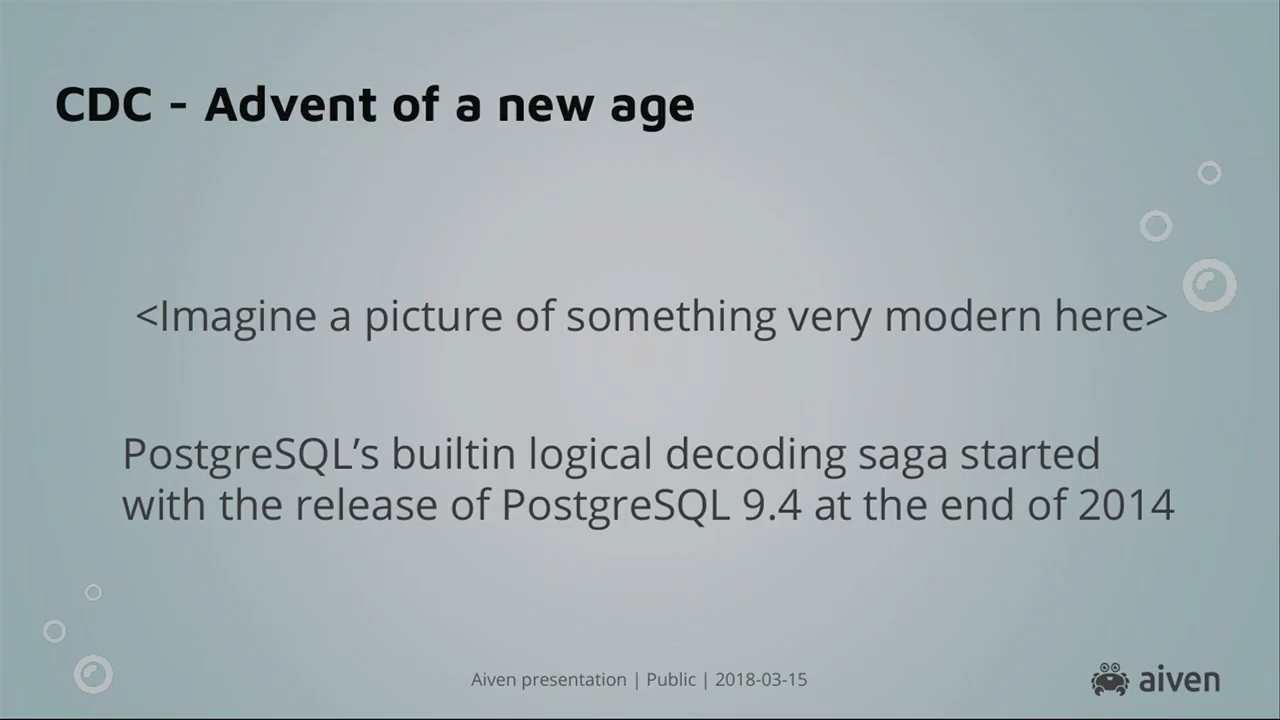 CDC - Advent of a new age
<Imagine a picture of something very modern here>
PostgreSQL’s builtin logical decoding saga started
with the release of PostgreSQL 9.4 at the end of 2014
Aiven presentation | Public | 2018-03-15
aiven